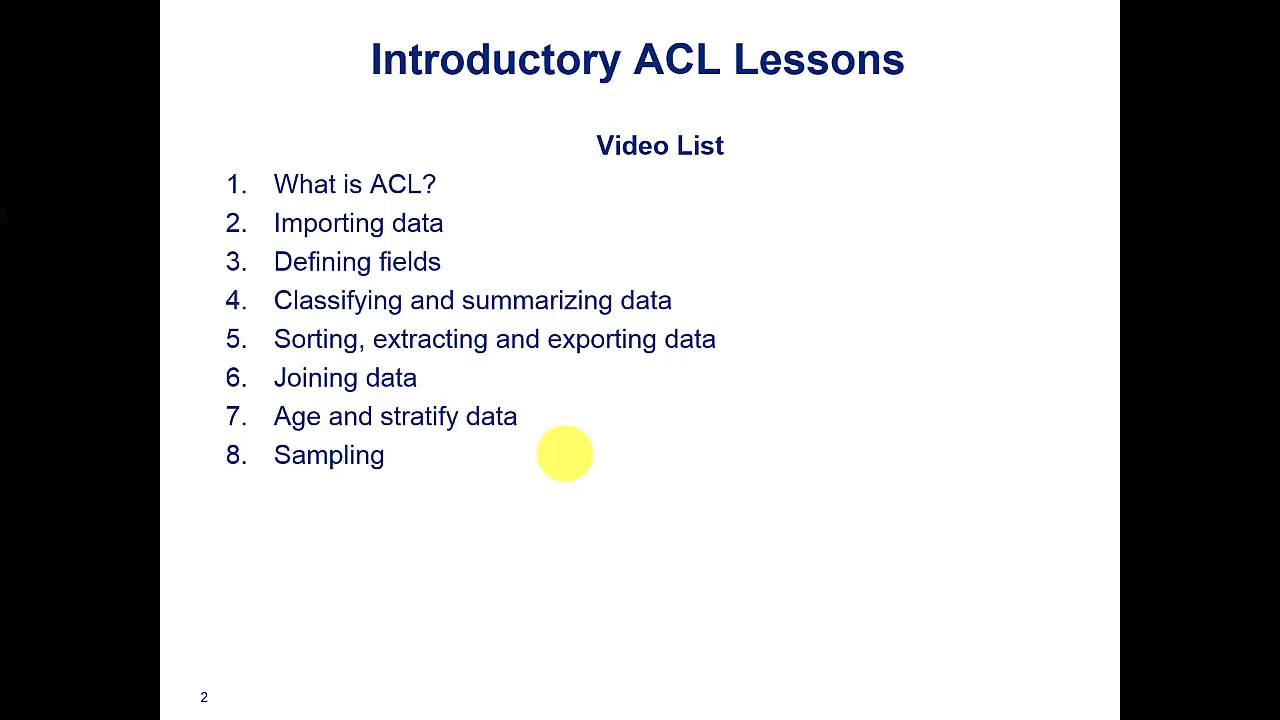 Introductory ACL Lessons
Video List
1. What is ACL?
2. Importing data
3. Defining fields
4. Classifying and summarizing data
5. Sorting, extracting and exporting data
6. Joining data
7. Age and stratify data
8. Sampling
2